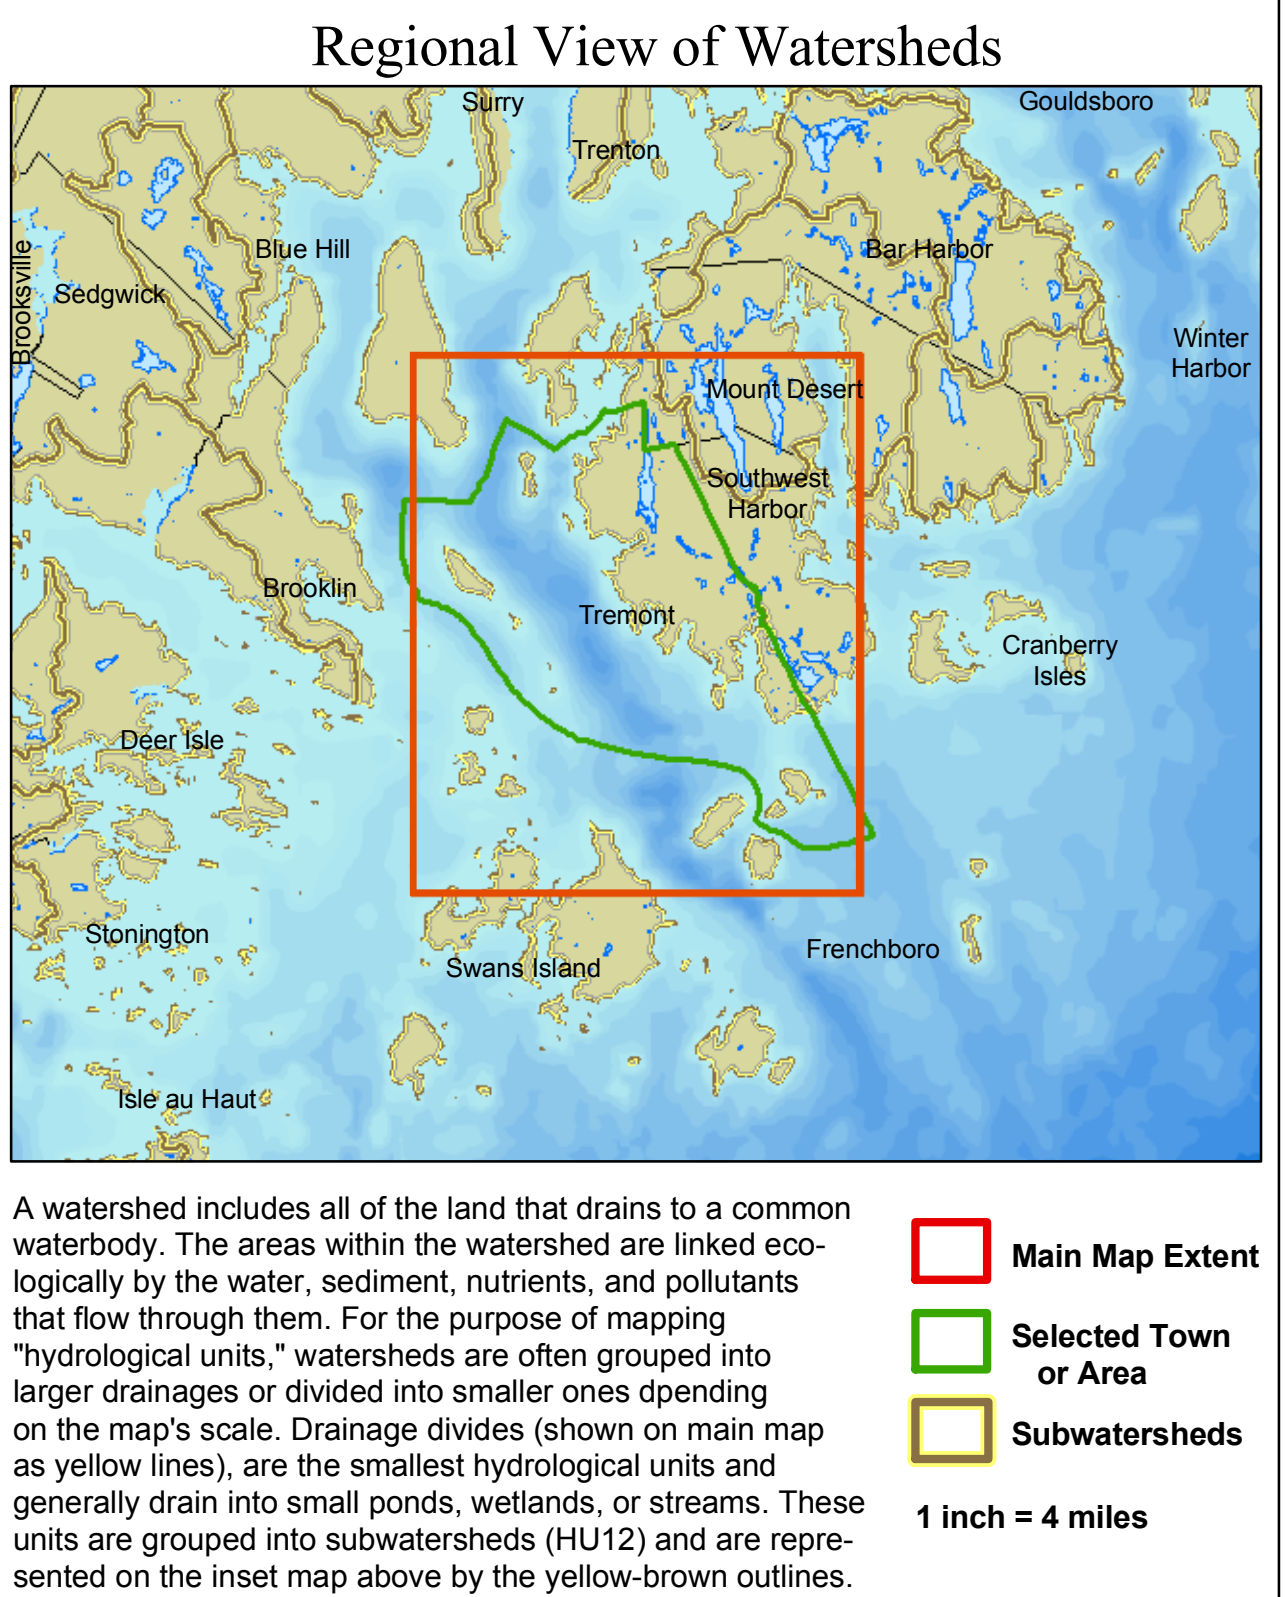 Regional View of Watersheds
Surry
Gouldsboro
Trenton
Blue Hill
Bar Harbor
Brooksville
Sedgwick
Winter
Harbor
Mount Desert
Southwest
Harbor
Brooklin
Tremont
Cranberry
Isles
Deer Isle
Stonington
Frenchboro
Swans Island
Isle au Haut
A watershed includes all of the land that drains to a common
waterbody. The areas within the watershed are linked eco-
logically by the water, sediment, nutrients, and pollutants
that flow through them. For the purpose of mapping
"hydrological units," watersheds are often grouped into
larger drainages or divided into smaller ones dpending
on the map's scale. Drainage divides (shown on main map
as yellow lines), are the smallest hydrological units and
generally drain into small ponds, wetlands, or streams. These
units are grouped into subwatersheds (HU12) and are repre-
sented on the inset map above by the yellow-brown outlines.
Main Map Extent
Selected Town
or Area
Subwatersheds
1 inch = 4 miles